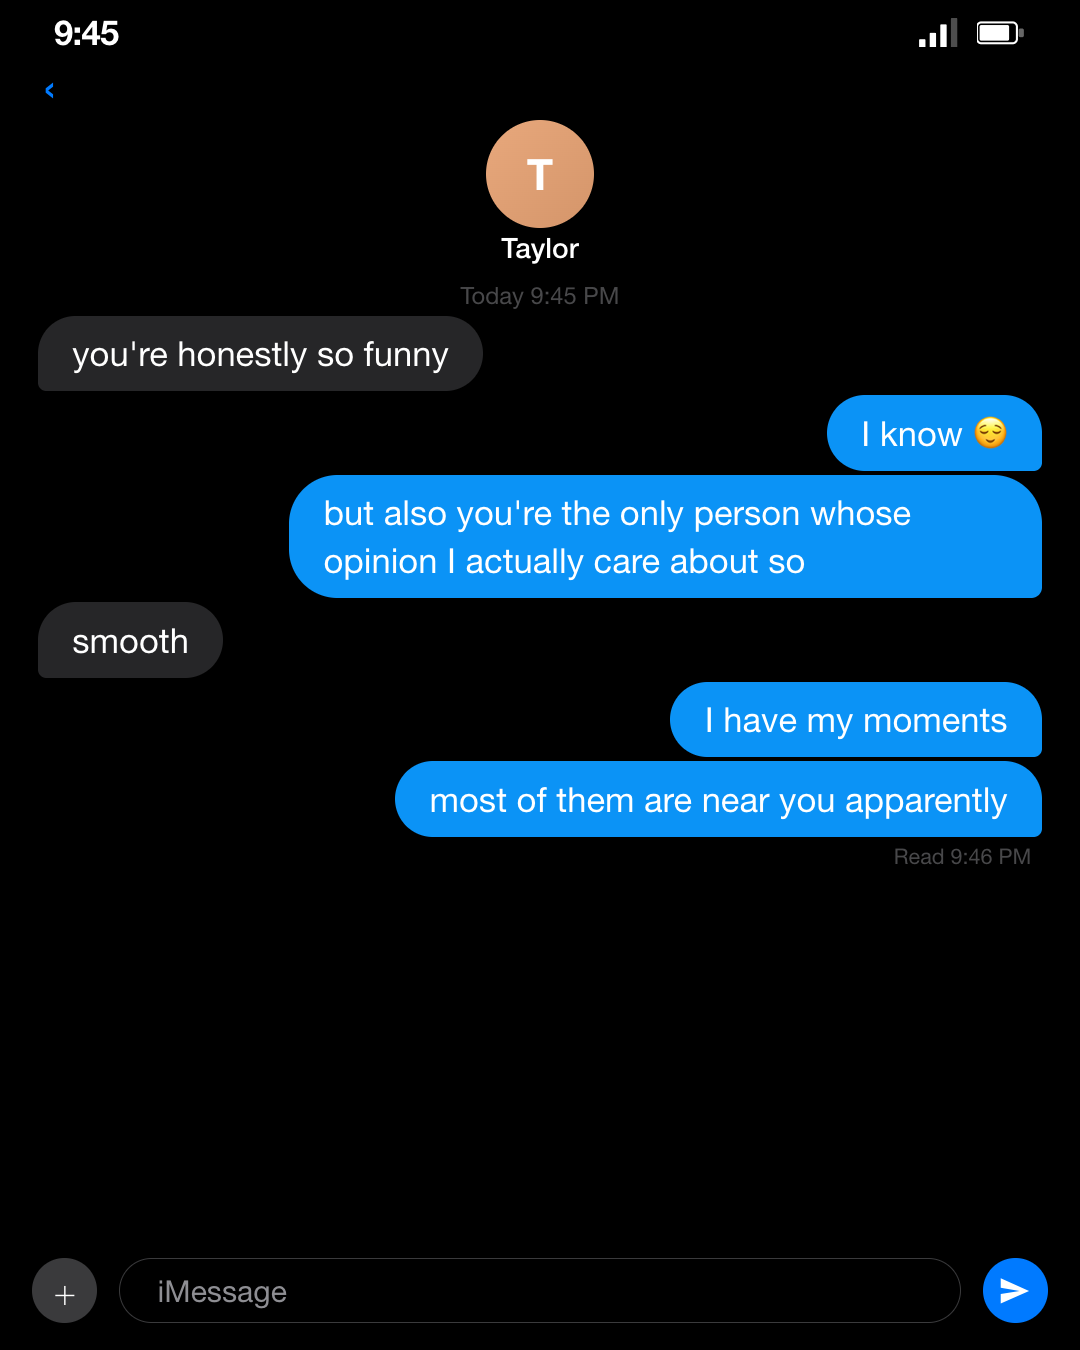 9:45
T
Taylor
Today 9:45 PM
you're honestly so funny
I know 😌
but also you're the only person whose
opinion I actually care about so
smooth
I have my moments
most of them are near you apparently
Read 9:46 PM
iMessage